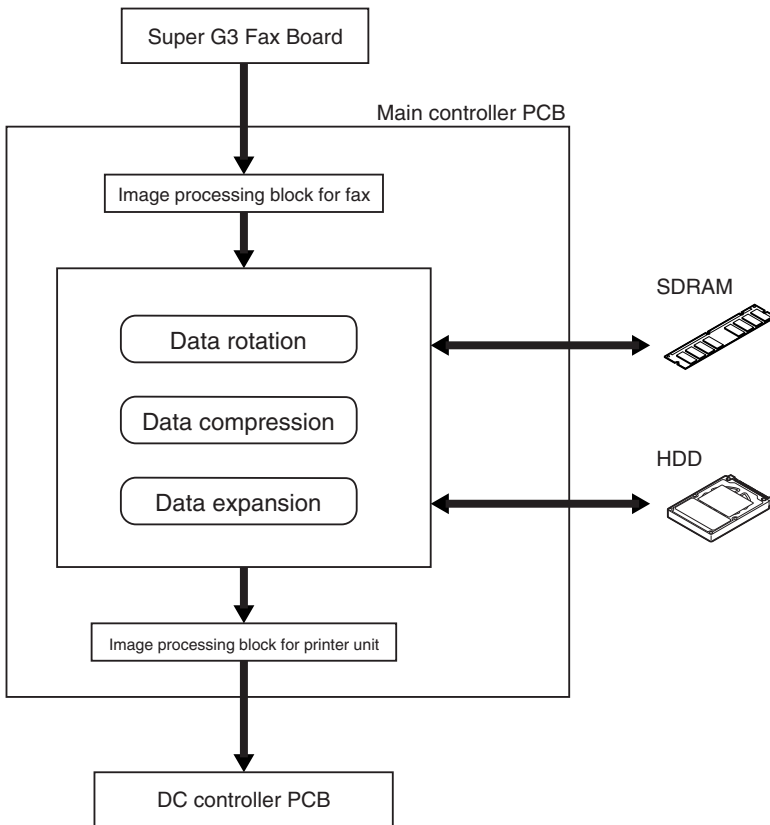 Super G3 Fax Board
Main controller PCB
Image processing block for fax
SDRAM
Data rotation
Data compression
HDD
Data expansion
Image processing block for printer unit
DC controller PCB